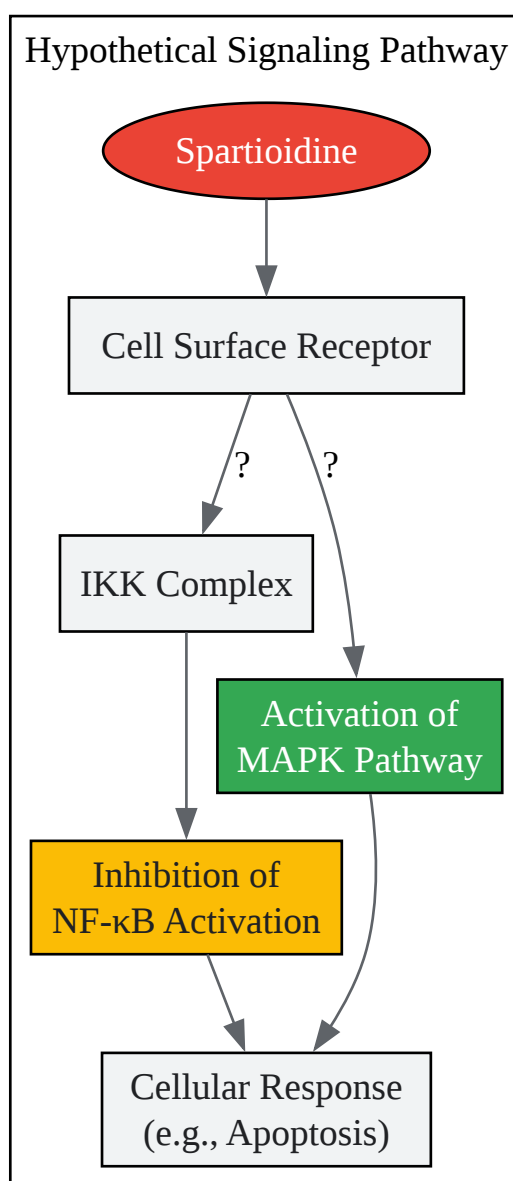 Hypothetical Signaling Pathway
Spartioidine
Cell Surface Receptor
?
?
IKK Complex
Activation of
MAPK Pathway
Inhibition of
NF-κB Activation
Cellular Response
(e.g., Apoptosis)